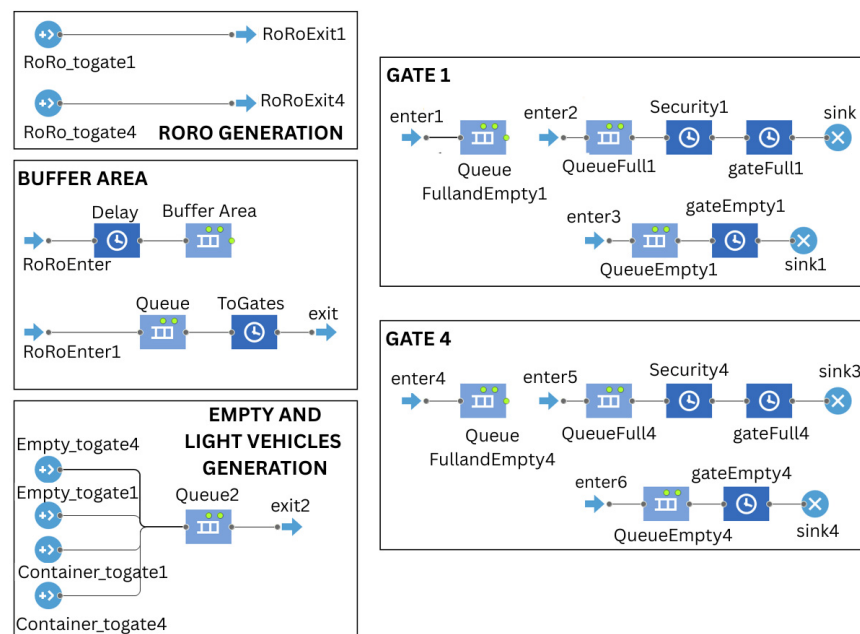 RoRoExit1
RoRo_togate1
RoRoExit4
RoRo_togate4
RORO GENERATION
BUFFER AREA
Delay
Buffer Area
RoRoEnter
Queue
ToGates
exit
RoRoEnter1
EMPTY AND
LIGHT VEHICLES
GENERATION
Empty_togate4
Empty_togate1
Queue2
exit2
Container_togate1
Container_togate4
GATE 1
enter1
enter2
Security1
sink
Queue
FullandEmpty1
QueueFull1
gateFull1
enter3
gateEmpty1
QueueEmpty1
sink1
GATE 4
enter4
enter5
Security4
sink3
Queue
FullandEmpty4
QueueFull4
gateFull4
enter6
gateEmpty4
QueueEmpty4
sink4